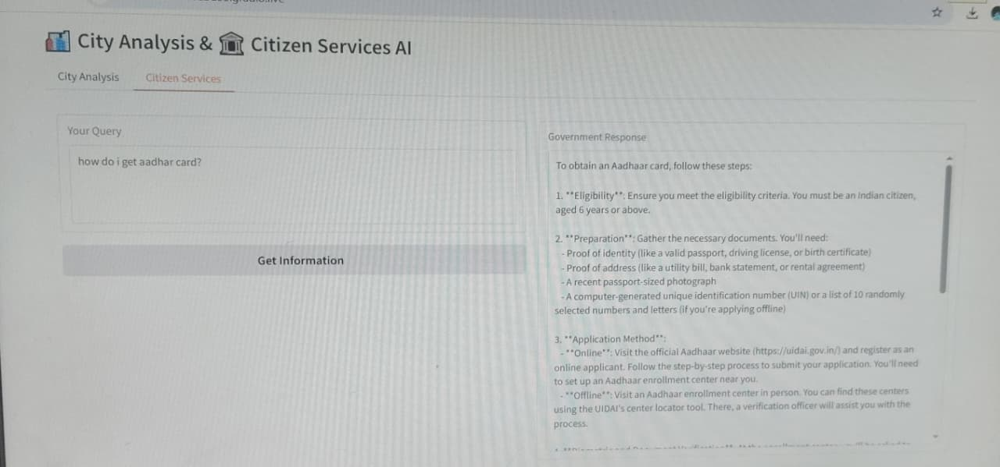 City Analysis & Citizen Services AI
City Analysis
Citizen Services
Your Query
how do i get aadhar card?
Get Information
Government Response
To obtain an Aadhaar card, follow these steps:
1. **Eligibility**: Ensure you meet the eligibility criteria. You must be an Indian citizen,
aged 6 years or above.
2. **Preparation**: Gather the necessary documents. You'll need:
- Proof of identity (like a valid passport, driving license, or birth certificate)
- Proof of address (like a utility bill, bank statement, or rental agreement)
- A recent passport-sized photograph
- A computer-generated unique identification number (UIN) or a list of 10 randomly
selected numbers and letters (if you're applying offline)
3. **Application Method**:
- **Online**: Visit the official Aadhaar website (https://uidai.gov.in/) and register as an
online applicant. Follow the step-by-step process to submit your application. You'll need
to set up an Aadhaar enrollment center near you.
- **Offline**: Visit an Aadhaar enrollment center in person. You can find these centers
using the UIDAI's center locator tool. There, a verification officer will assist you with the
process.